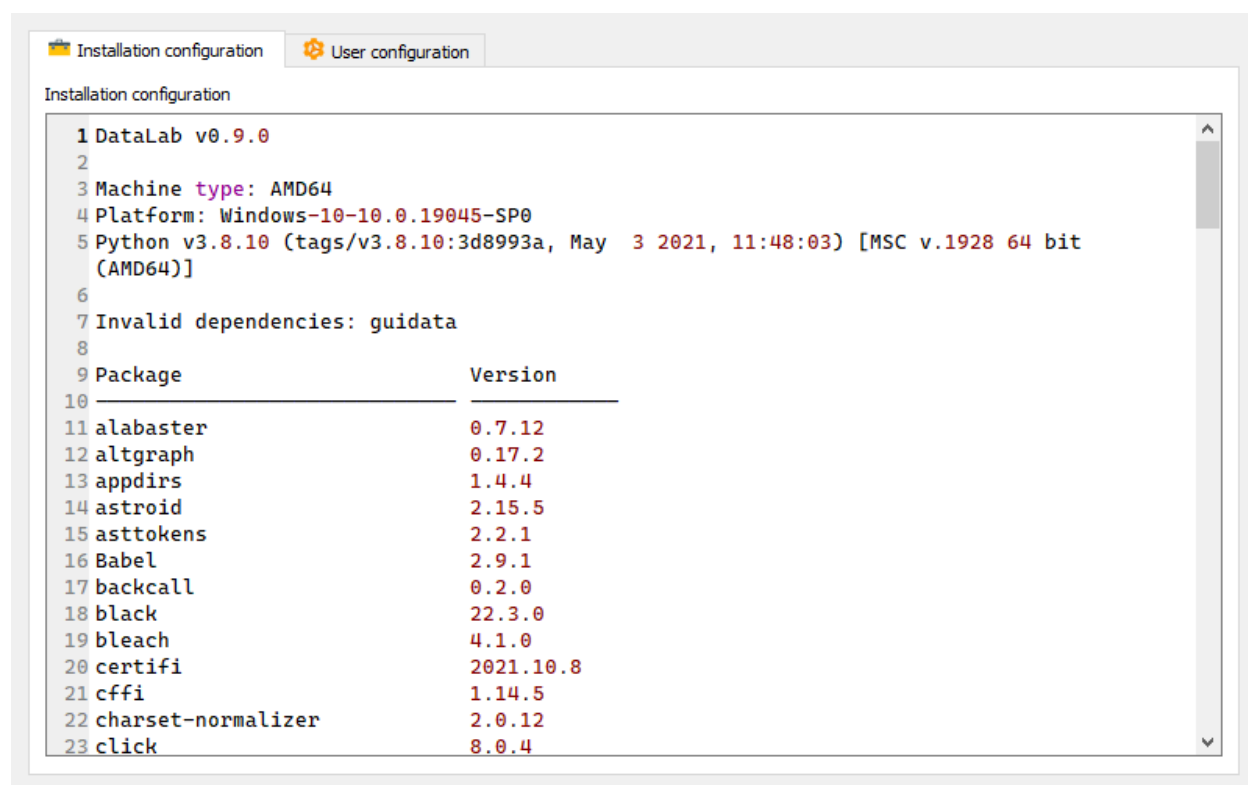 Installation configuration User configuration
Installation configuration
1 DataLab v0.9.0
2
3 Machine type: AMD64
4 Platform: Windows-10-10.0.19045-SP0
5 Python v3.8.10 (tags/v3.8.10:3d8993a, May  3 2021, 11:48:03) [MSC v.1928 64 bit
(AMD64)]
6
7 Invalid dependencies: guidata
8
9 Package Version
10
11 alabaster 0.7.12
12 altgraph 0.17.2
13 appdirs 1.4.4
14 astroid 2.15.5
15 asttokens 2.2.1
16 Babel 2.9.1
17 backcall 0.2.0
18 black 22.3.0
19 bleach 4.1.0
20 certifi 2021.10.8
21 cffi 1.14.5
22 charset-normalizer 2.0.12
23 click 8.0.4